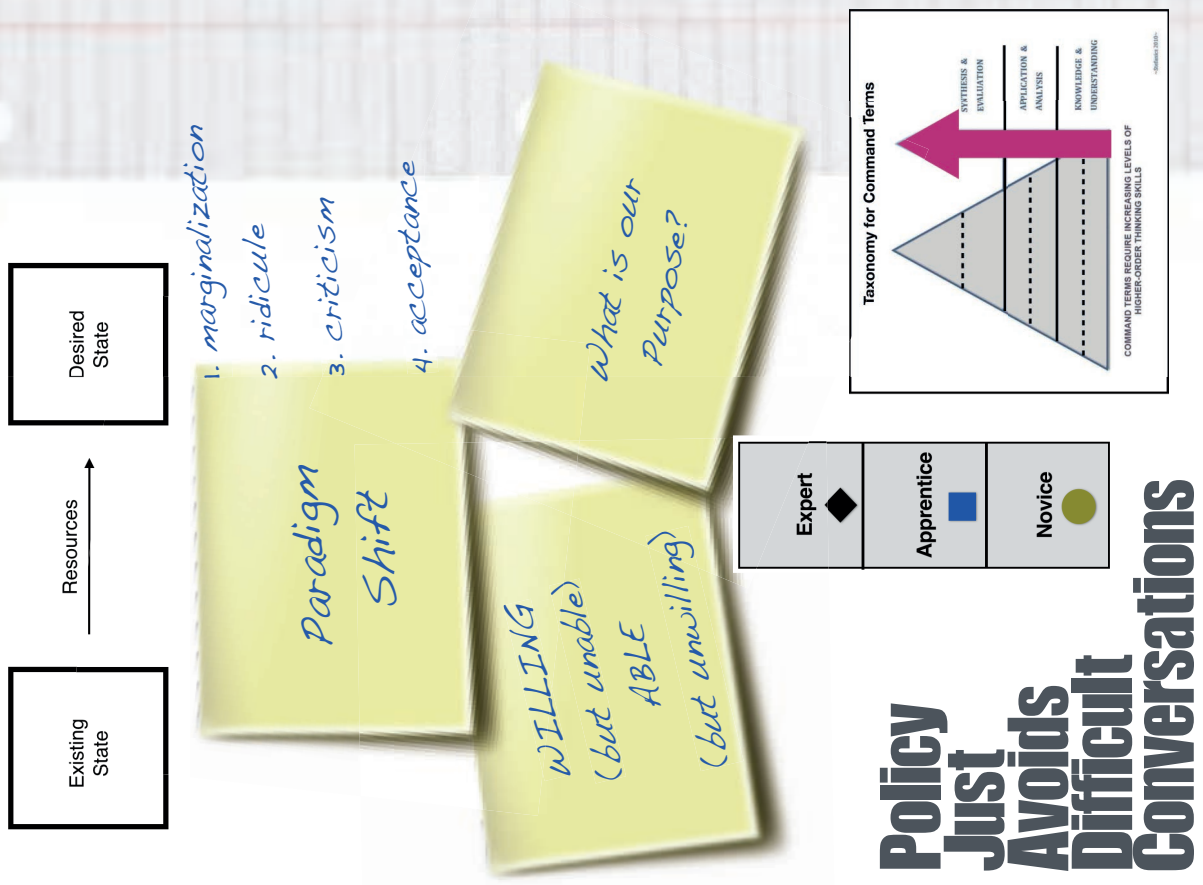 Existing
State
Resources
Desired
State
Paradigm
Shift
1. marginalization
2. ridicule
3. criticism
4. acceptance
WILLING
(but unable)
ABLE
(but unwilling)
What is our
Purpose?
Policy
Just
Avoids
Difficult
Conversations
Expert
Apprentice
Novice
Taxonomy for Command Terms
SYNTHESIS &
EVALUATION
APPLICATION &
ANALYSIS
KNOWLEDGE &
UNDERSTANDING
COMMAND TERMS REQUIRE INCREASING LEVELS OF
HIGHER-ORDER THINKING SKILLS